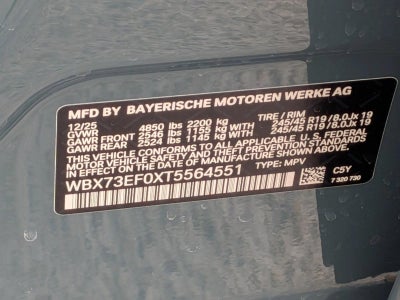 MFD BY BAYERISCHE MOTOREN WERKE AG
12/25 TIRE / RIM
GVWR 4850 lbs 2200 kg
GAWR FRONT 2546 lbs 1155 kg 245/45 R19 / 8.0J x 19
GAWR REAR 2524 lbs 1145 kg 245/45 R19 / 8.0J x 19
THIS VEHICLE CONFORMS TO ALL APPLICABLE U.S. FEDERAL
MOTOR VEHICLE SAFETY AND THEFT PREVENTION STANDARDS
IN EFFECT ON THE DATE OF MANUFACTURE SHOWN ABOVE.
WBX73EF0XT5564551 TYPE: MPV
C5Y
7 320 730